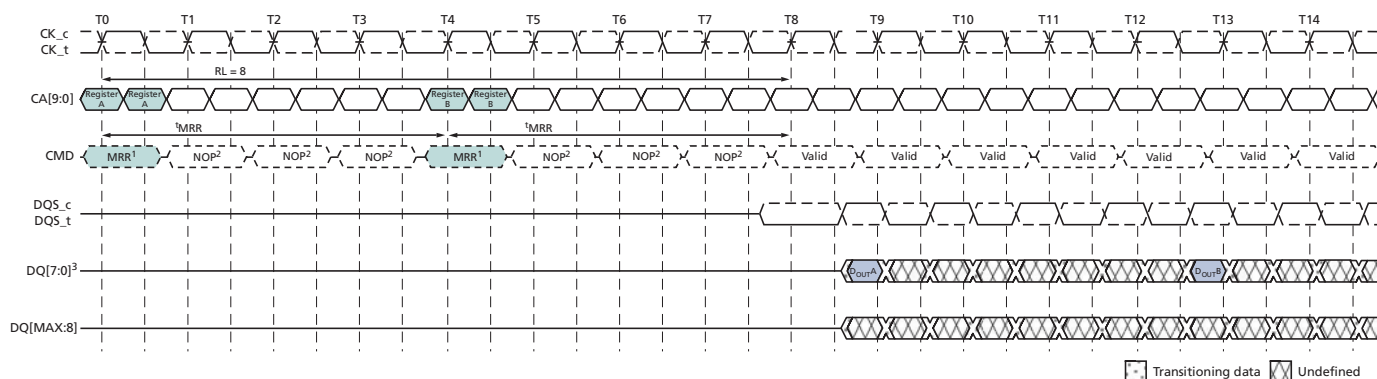 T0 T1 T2 T3 T4 T5 T6 T7 T8 T9 T10 T11 T12 T13 T14
CK_c
CK_t
RL = 8
CA[9:0] Register A Register A Register B Register B
tMRR tMRR
CMD MRR1 NOP2 NOP2 NOP2 MRR1 NOP2 NOP2 NOP2 Valid Valid Valid Valid Valid Valid Valid
DQS_c
DQS_t
DQ[7:0]3 DOUTA DOUTB
DQ[MAX:8]
Transitioning data Undefined